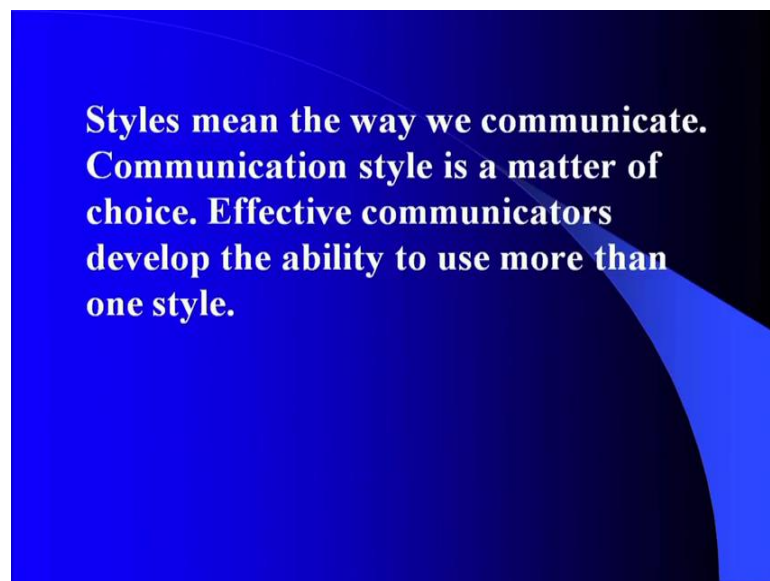 Styles mean the way we communicate.
Communication style is a matter of
choice. Effective communicators
develop the ability to use more than
one style.